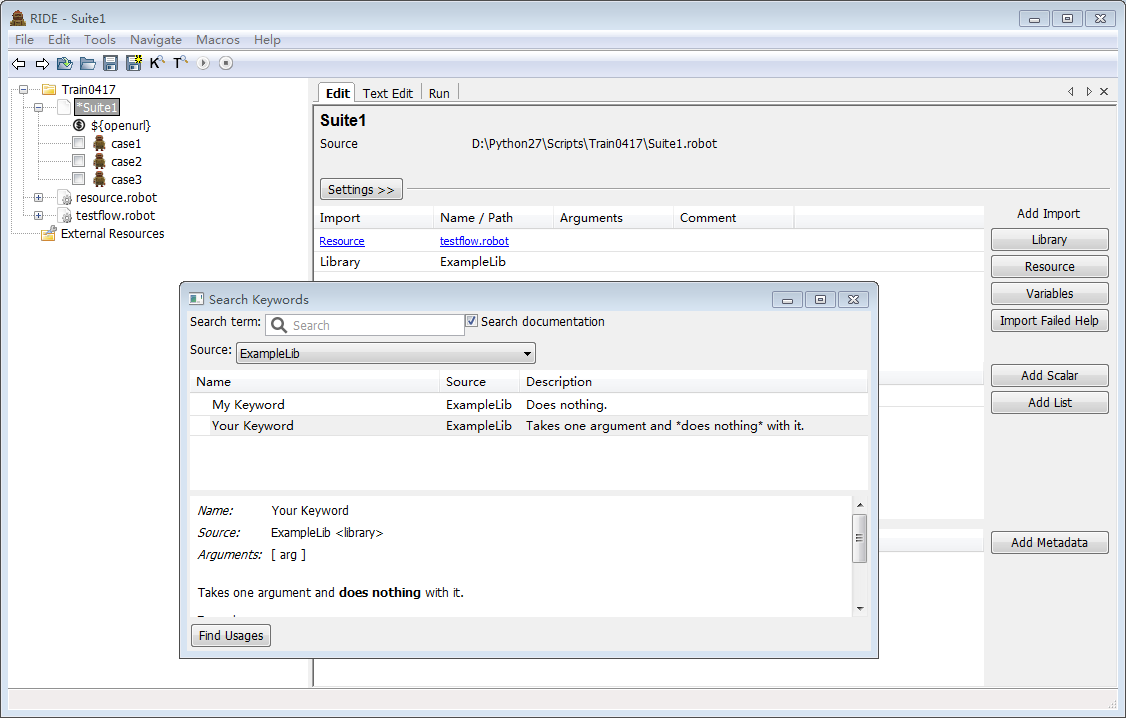 RIDE - Suite1
File Edit Tools Navigate Macros Help
K T
Train0417
*Suite1
${openurl}
case1
case2
case3
resource.robot
testflow.robot
External Resources
Edit Text Edit Run
Suite1
Source D:\Python27\Scripts\Train0417\Suite1.robot
Settings >>
Import Name / Path Arguments Comment
Resource testflow.robot
Library ExampleLib
Add Import
Library
Resource
Variables
Import Failed Help
Add Scalar
Add List
Add Metadata
Search Keywords
Search term: Search Search documentation
Source: ExampleLib
Name Source Description
My Keyword ExampleLib Does nothing.
Your Keyword ExampleLib Takes one argument and *does nothing* with it.
Name: Your Keyword
Source: ExampleLib <library>
Arguments: [ arg ]
Takes one argument and does nothing with it.
Find Usages